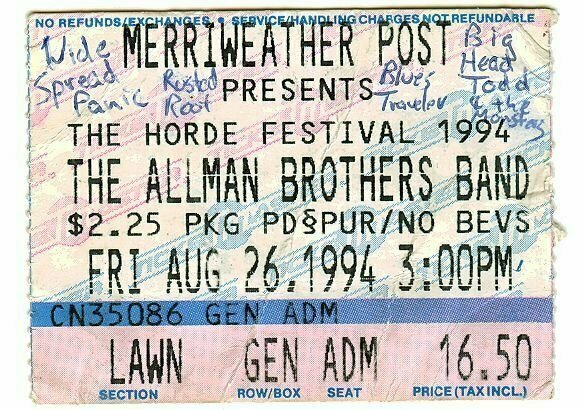 NO REFUNDS/EXCHANGES • SERVICE/HANDLING CHARGES NOT REFUNDABLE
MERRIWEATHER POST
PRESENTS
Wide
Spread
Panic
Rusted
Root
Blues
Traveler
Big
Head
Todd
& the
Monsters
THE HORDE FESTIVAL 1994
THE ALLMAN BROTHERS BAND
$2.25 PKG PD§PUR/NO BEVS
FRI AUG 26,1994 3:00PM
CN35086 GEN ADM
LAWN GEN ADM 16.50
SECTION ROW/BOX SEAT PRICE (TAX INCL.)